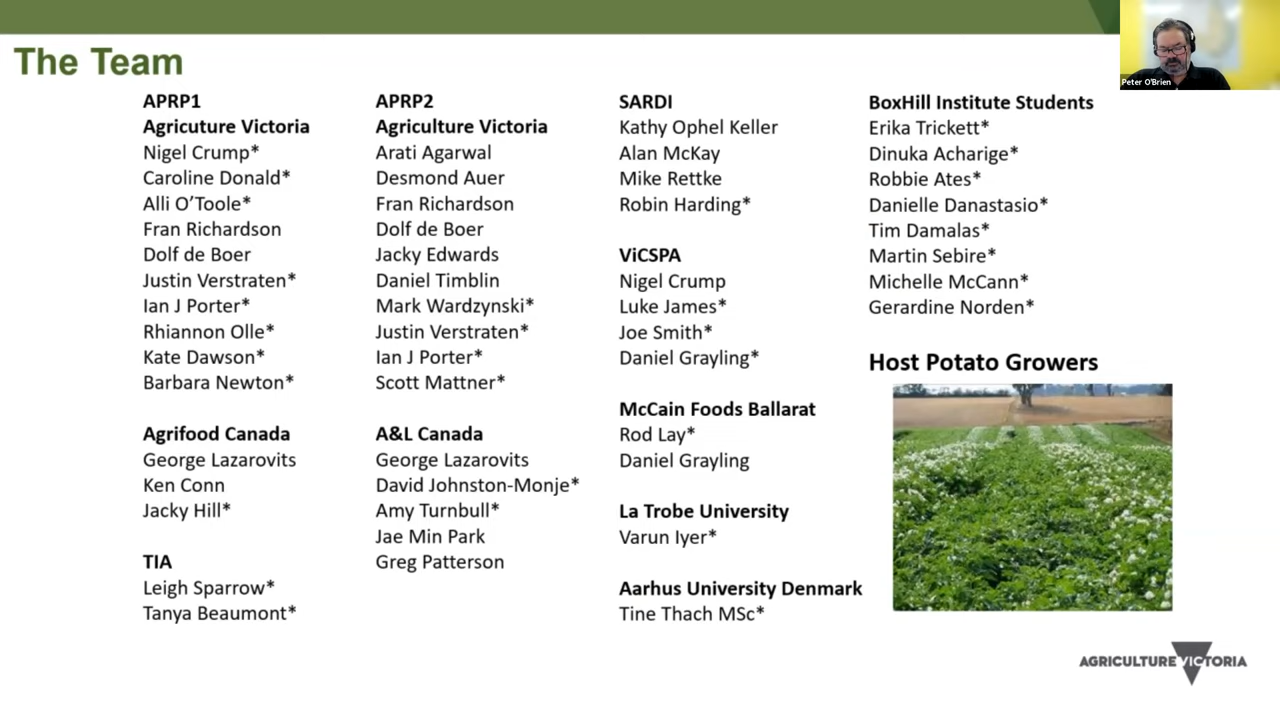 The Team
Peter O'Brien
APRP1
Agricuture Victoria
Nigel Crump*
Caroline Donald*
Alli O'Toole*
Fran Richardson
Dolf de Boer
Justin Verstraten*
Ian J Porter*
Rhiannon Olle*
Kate Dawson*
Barbara Newton*
Agrifood Canada
George Lazarovits
Ken Conn
Jacky Hill*
TIA
Leigh Sparrow*
Tanya Beaumont*
APRP2
Agriculture Victoria
Arati Agarwal
Desmond Auer
Fran Richardson
Dolf de Boer
Jacky Edwards
Daniel Timblin
Mark Wardzynski*
Justin Verstraten*
Ian J Porter*
Scott Mattner*
A&L Canada
George Lazarovits
David Johnston-Monje*
Amy Turnbull*
Jae Min Park
Greg Patterson
SARDI
Kathy Ophel Keller
Alan McKay
Mike Rettke
Robin Harding*
ViCSPA
Nigel Crump
Luke James*
Joe Smith*
Daniel Grayling*
McCain Foods Ballarat
Rod Lay*
Daniel Grayling
La Trobe University
Varun Iyer*
Aarhus University Denmark
Tine Thach MSc*
BoxHill Institute Students
Erika Trickett*
Dinuka Acharige*
Robbie Ates*
Danielle Danastasio*
Tim Damalas*
Martin Sebire*
Michelle McCann*
Gerardine Norden*
Host Potato Growers
AGRICULTURE VICTORIA